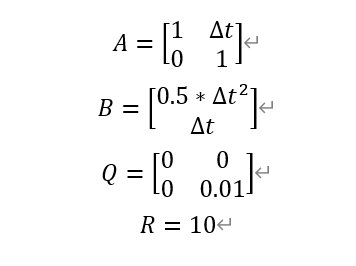 A = [1 Δt
0 1]↵
B = [0.5 * Δt²
Δt]↵
Q = [0 0
0 0.01]↵
R = 10↵